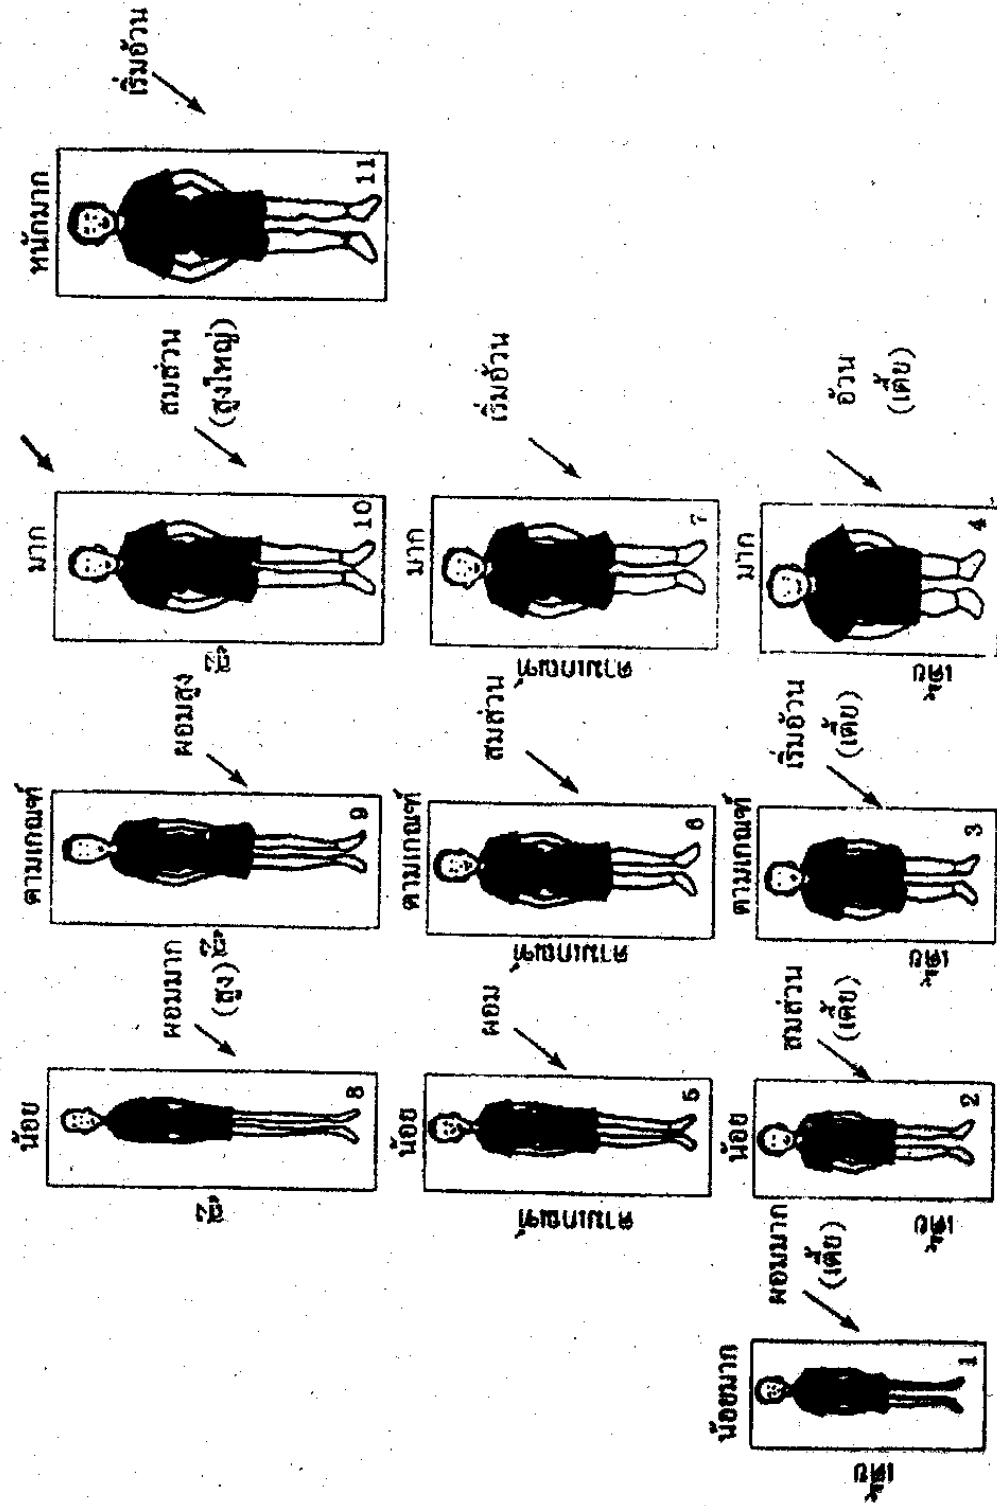 เริ่มอ้วน
หนักมาก
11
สมส่วน
(สูงใหญ่)
มาก
10
สูง
ผอมสูง
ตามเกณฑ์
9
สูง
ผอมมาก
(สูง)
น้อย
8
สูง
เริ่มอ้วน
มาก
7
ตามเกณฑ์
สมส่วน
ตามเกณฑ์
6
ตามเกณฑ์
ผอม
น้อย
5
ตามเกณฑ์
อ้วน
(เตี้ย)
มาก
4
เตี้ย
เริ่มอ้วน
(เตี้ย)
ตามเกณฑ์
3
เตี้ย
สมส่วน
(เตี้ย)
น้อย
2
เตี้ย
ผอมมาก
(เตี้ย)
น้อยมาก
1
เตี้ย